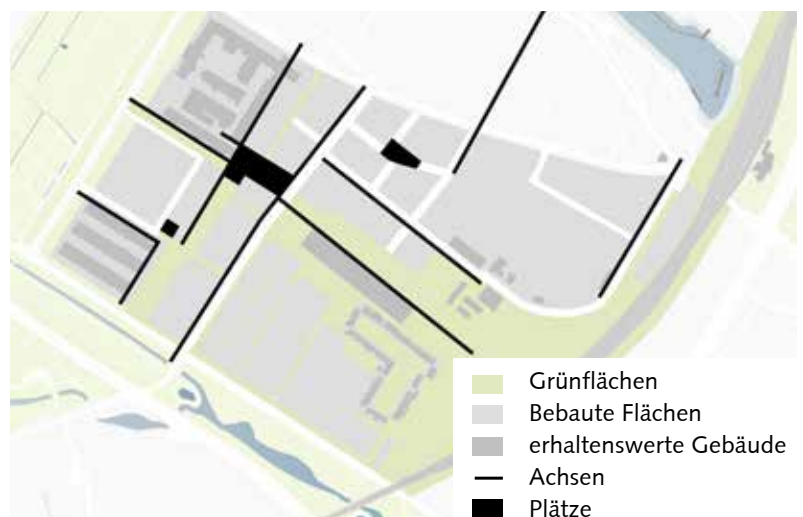 Grünflächen
Bebaute Flächen
erhaltenswerte Gebäude
Achsen
Plätze